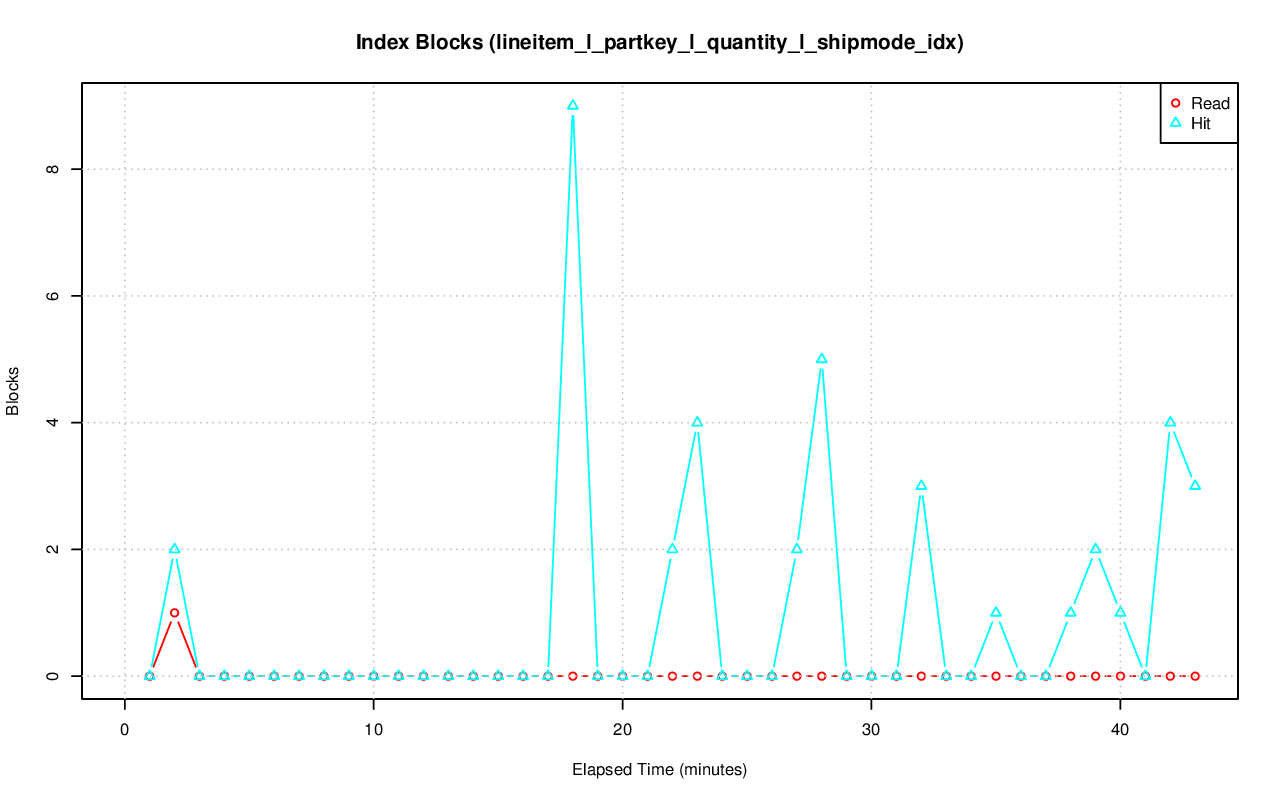 Index Blocks (lineitem_l_partkey_l_quantity_l_shipmode_idx)
Read
Hit
Blocks
8
6
4
2
0
0 10 20 30 40
Elapsed Time (minutes)